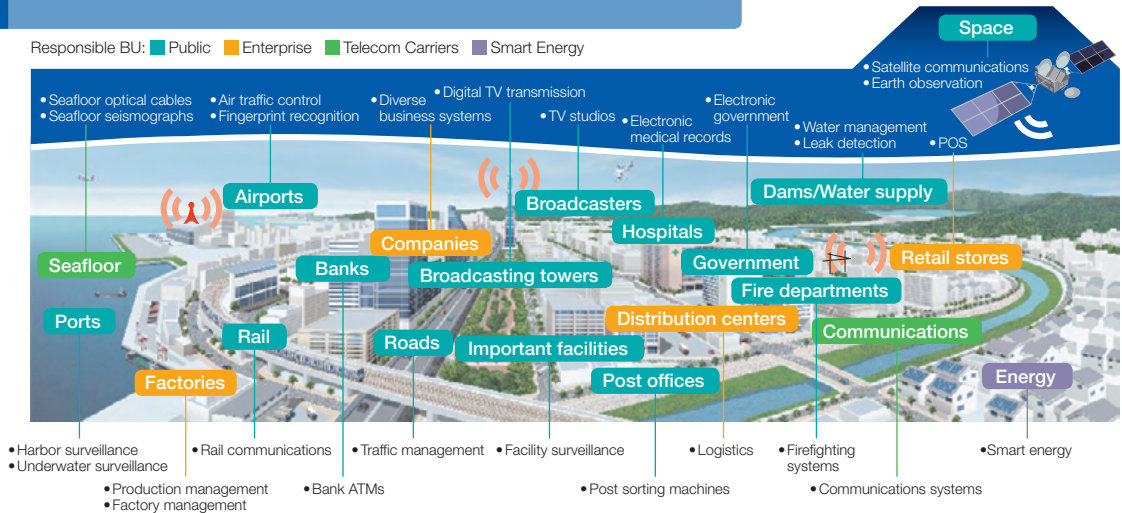 Responsible BU: Public Enterprise Telecom Carriers Smart Energy
Space
• Satellite communications
• Earth observation
• Seafloor optical cables
• Seafloor seismographs
• Air traffic control
• Fingerprint recognition
• Diverse
business systems
• Digital TV transmission
• TV studios
• Electronic
medical records
• Electronic
government
• Water management
• Leak detection
• POS
Airports
Broadcasters
Dams/Water supply
Hospitals
Companies
Seafloor
Banks
Broadcasting towers
Government
Retail stores
Fire departments
Ports
Rail
Roads
Important facilities
Distribution centers
Communications
Factories
Post offices
Energy
• Harbor surveillance
• Underwater surveillance
• Rail communications
• Traffic management
• Facility surveillance
• Logistics
• Firefighting
systems
• Smart energy
• Production management
• Factory management
• Bank ATMs
• Post sorting machines
• Communications systems